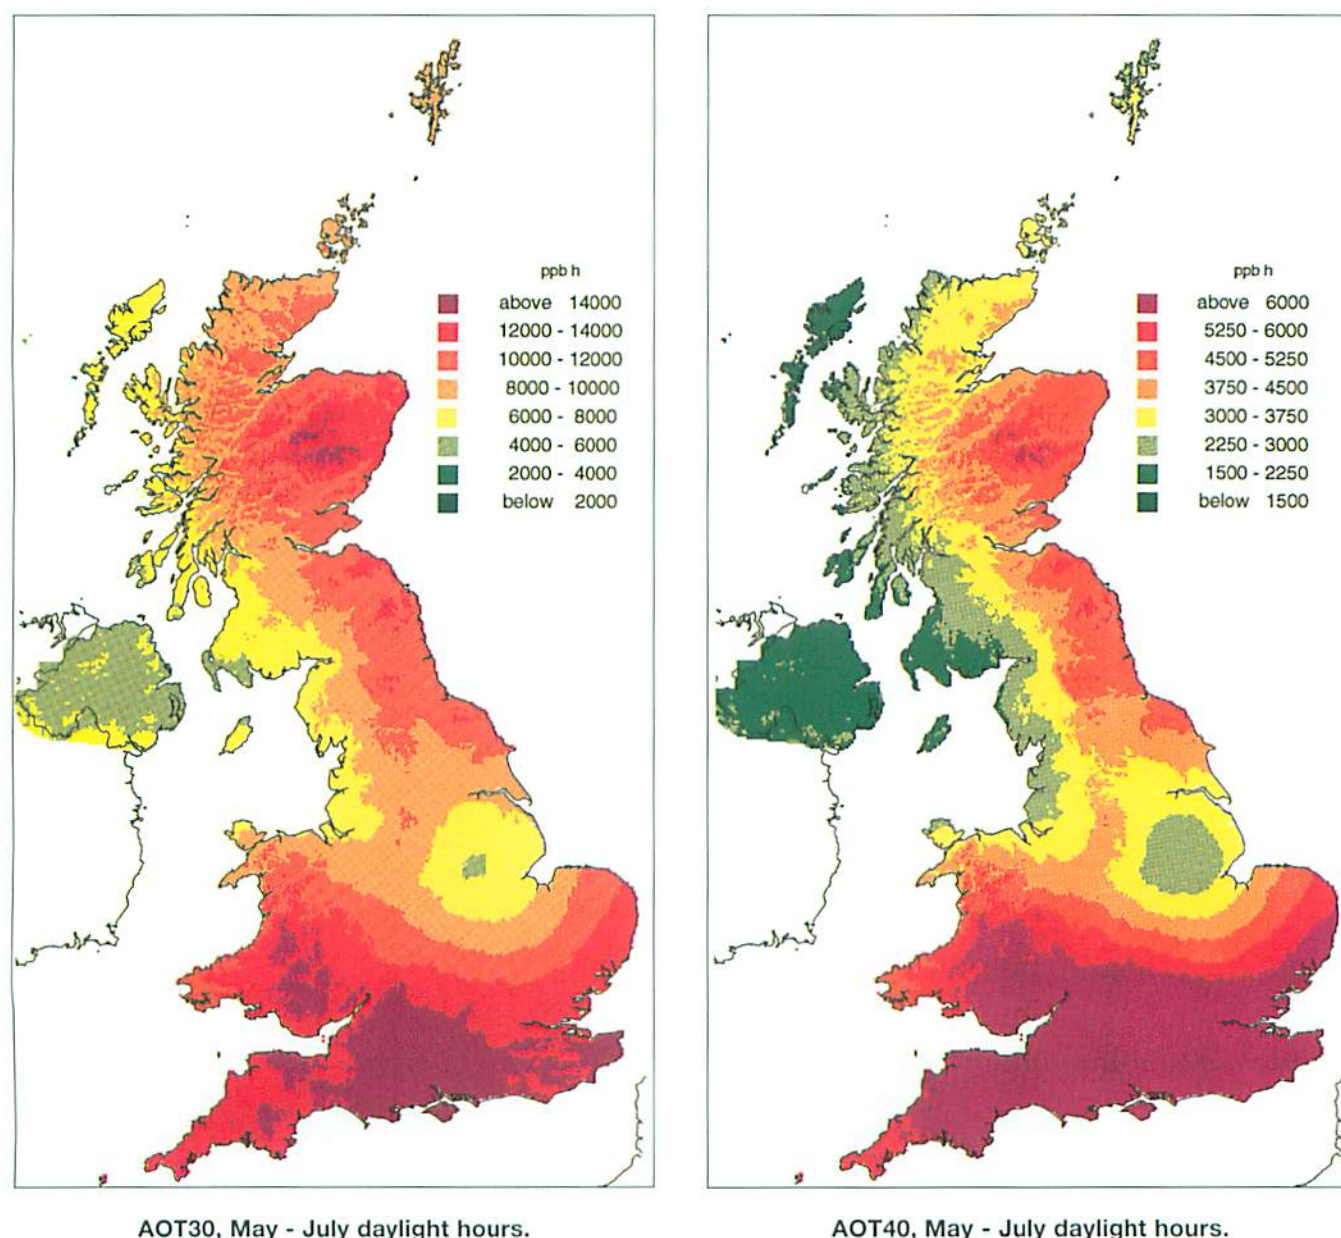 ppb h
above 14000
12000 - 14000
10000 - 12000
8000 - 10000
6000 - 8000
4000 - 6000
2000 - 4000
below 2000
ppb h
above 6000
5250 - 6000
4500 - 5250
3750 - 4500
3000 - 3750
2250 - 3000
1500 - 2250
below 1500
AOT30, May - July daylight hours.
AOT40, May - July daylight hours.